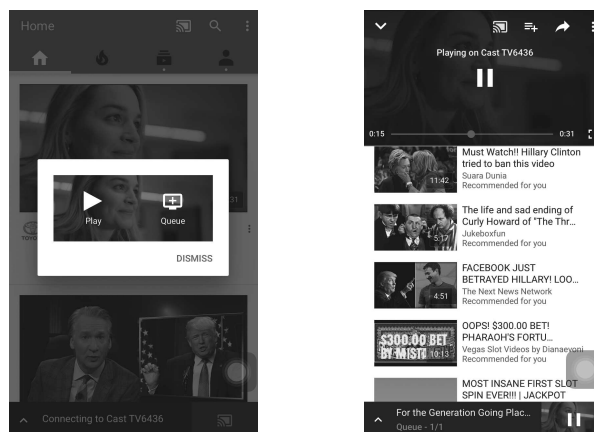 Home
31
TOYO
Play
Queue
DISMISS
Connecting to Cast TV6436
Playing on Cast TV6436
0:15
0:31
11:42
Must Watch!! Hillary Clinton
tried to ban this video
Suara Dunia
Recommended for you
5:17
The life and sad ending of
Curly Howard of "The Thr...
Jukeboxfun
Recommended for you
4:51
FACEBOOK JUST
BETRAYED HILLARY! LOO...
The Next News Network
Recommended for you
$300.00 BET
BY MISTI
10:13
OOPS! $300.00 BET!
PHARAOH'S FORTU...
Vegas Slot Videos by Dianaevoni
Recommended for you
MOST INSANE FIRST SLOT
SPIN EVER!!! | JACKPOT
For the Generation Going Plac...
Queue - 1/1